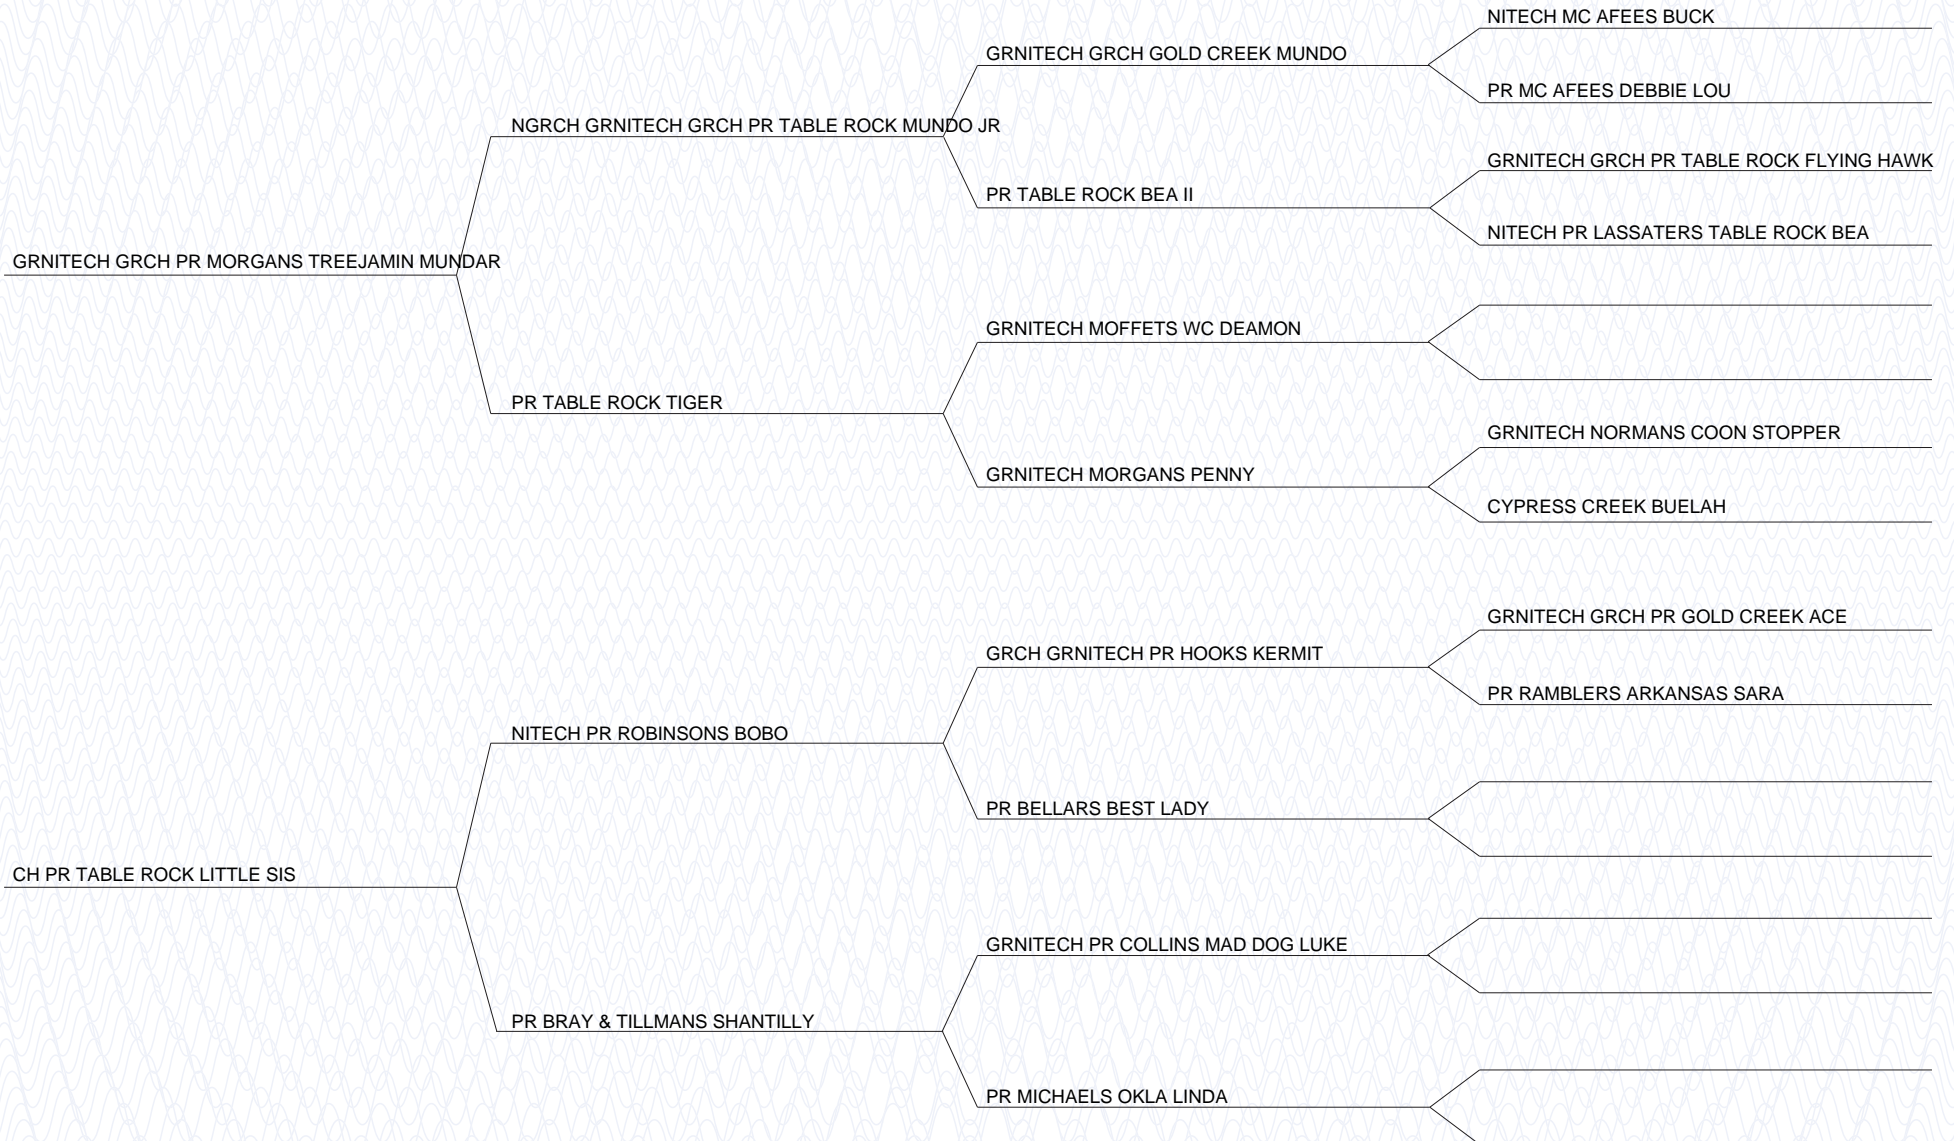 NITECH MC AFEES BUCK
GRNITECH GRCH GOLD CREEK MUNDO
PR MC AFEES DEBBIE LOU
NGRCH GRNITECH GRCH PR TABLE ROCK MUNDO JR
GRNITECH GRCH PR TABLE ROCK FLYING HAWK
PR TABLE ROCK BEA II
NITECH PR LASSATERS TABLE ROCK BEA
GRNITECH GRCH PR MORGANS TREEJAMIN MUNDAR
GRNITECH MOFFETS WC DEAMON
PR TABLE ROCK TIGER
GRNITECH NORMANS COON STOPPER
GRNITECH MORGANS PENNY
CYPRESS CREEK BUELAH
GRNITECH GRCH PR GOLD CREEK ACE
GRCH GRNITECH PR HOOKS KERMIT
PR RAMBLERS ARKANSAS SARA
NITECH PR ROBINSONS BOBO
PR BELLARS BEST LADY
CH PR TABLE ROCK LITTLE SIS
GRNITECH PR COLLINS MAD DOG LUKE
PR BRAY & TILLMANS SHANTILLY
PR MICHAELS OKLA LINDA